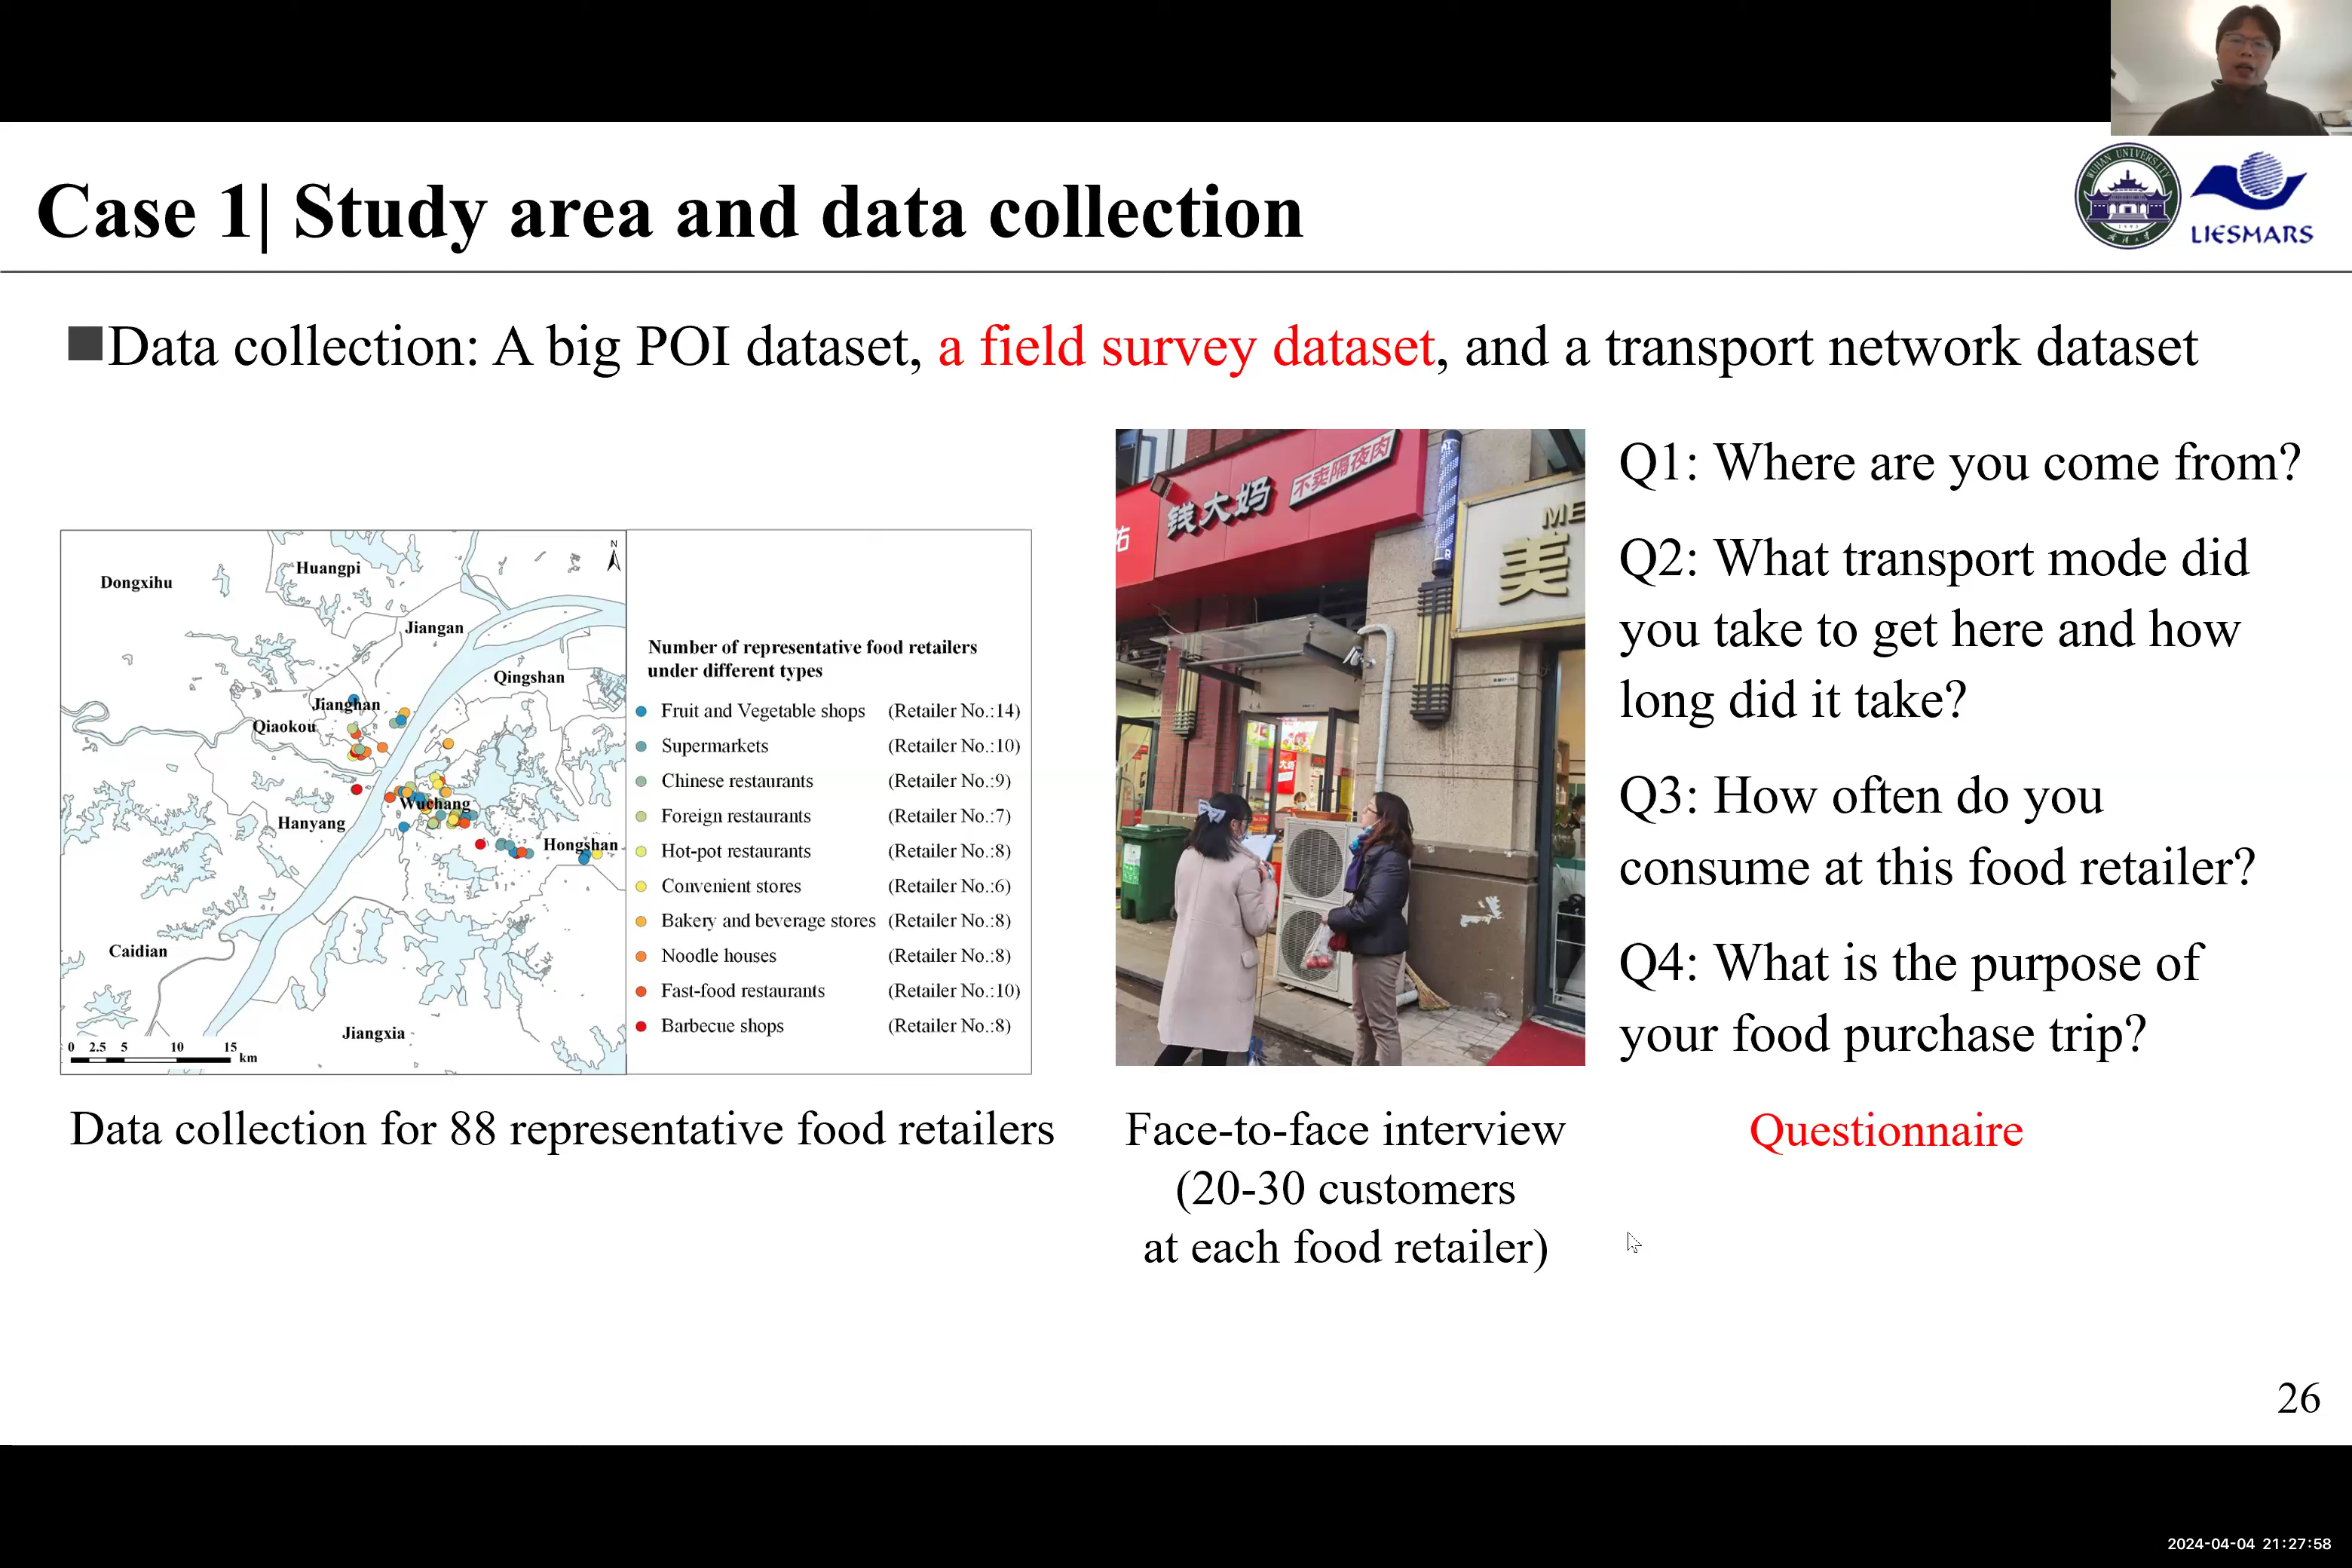 Case 1| Study area and data collection
WUHAN UNIVERSITY
1893
LIESMARS
■Data collection: A big POI dataset, a field survey dataset, and a transport network dataset
Dongxihu
Huangpi
N
Jiangan
Qingshan
Jianghan
Qiaokou
Wuchang
Hanyang
Hongshan
Caidian
Jiangxia
0 2.5 5 10 15
km
Number of representative food retailers
under different types
Fruit and Vegetable shops (Retailer No.:14)
Supermarkets (Retailer No.:10)
Chinese restaurants (Retailer No.:9)
Foreign restaurants (Retailer No.:7)
Hot-pot restaurants (Retailer No.:8)
Convenient stores (Retailer No.:6)
Bakery and beverage stores (Retailer No.:8)
Noodle houses (Retailer No.:8)
Fast-food restaurants (Retailer No.:10)
Barbecue shops (Retailer No.:8)
Data collection for 88 representative food retailers
钱大妈
不卖隔夜肉
ME
美
Face-to-face interview
(20-30 customers
at each food retailer)
Q1: Where are you come from?
Q2: What transport mode did
you take to get here and how
long did it take?
Q3: How often do you
consume at this food retailer?
Q4: What is the purpose of
your food purchase trip?
Questionnaire
26
2024-04-04 21:27:58